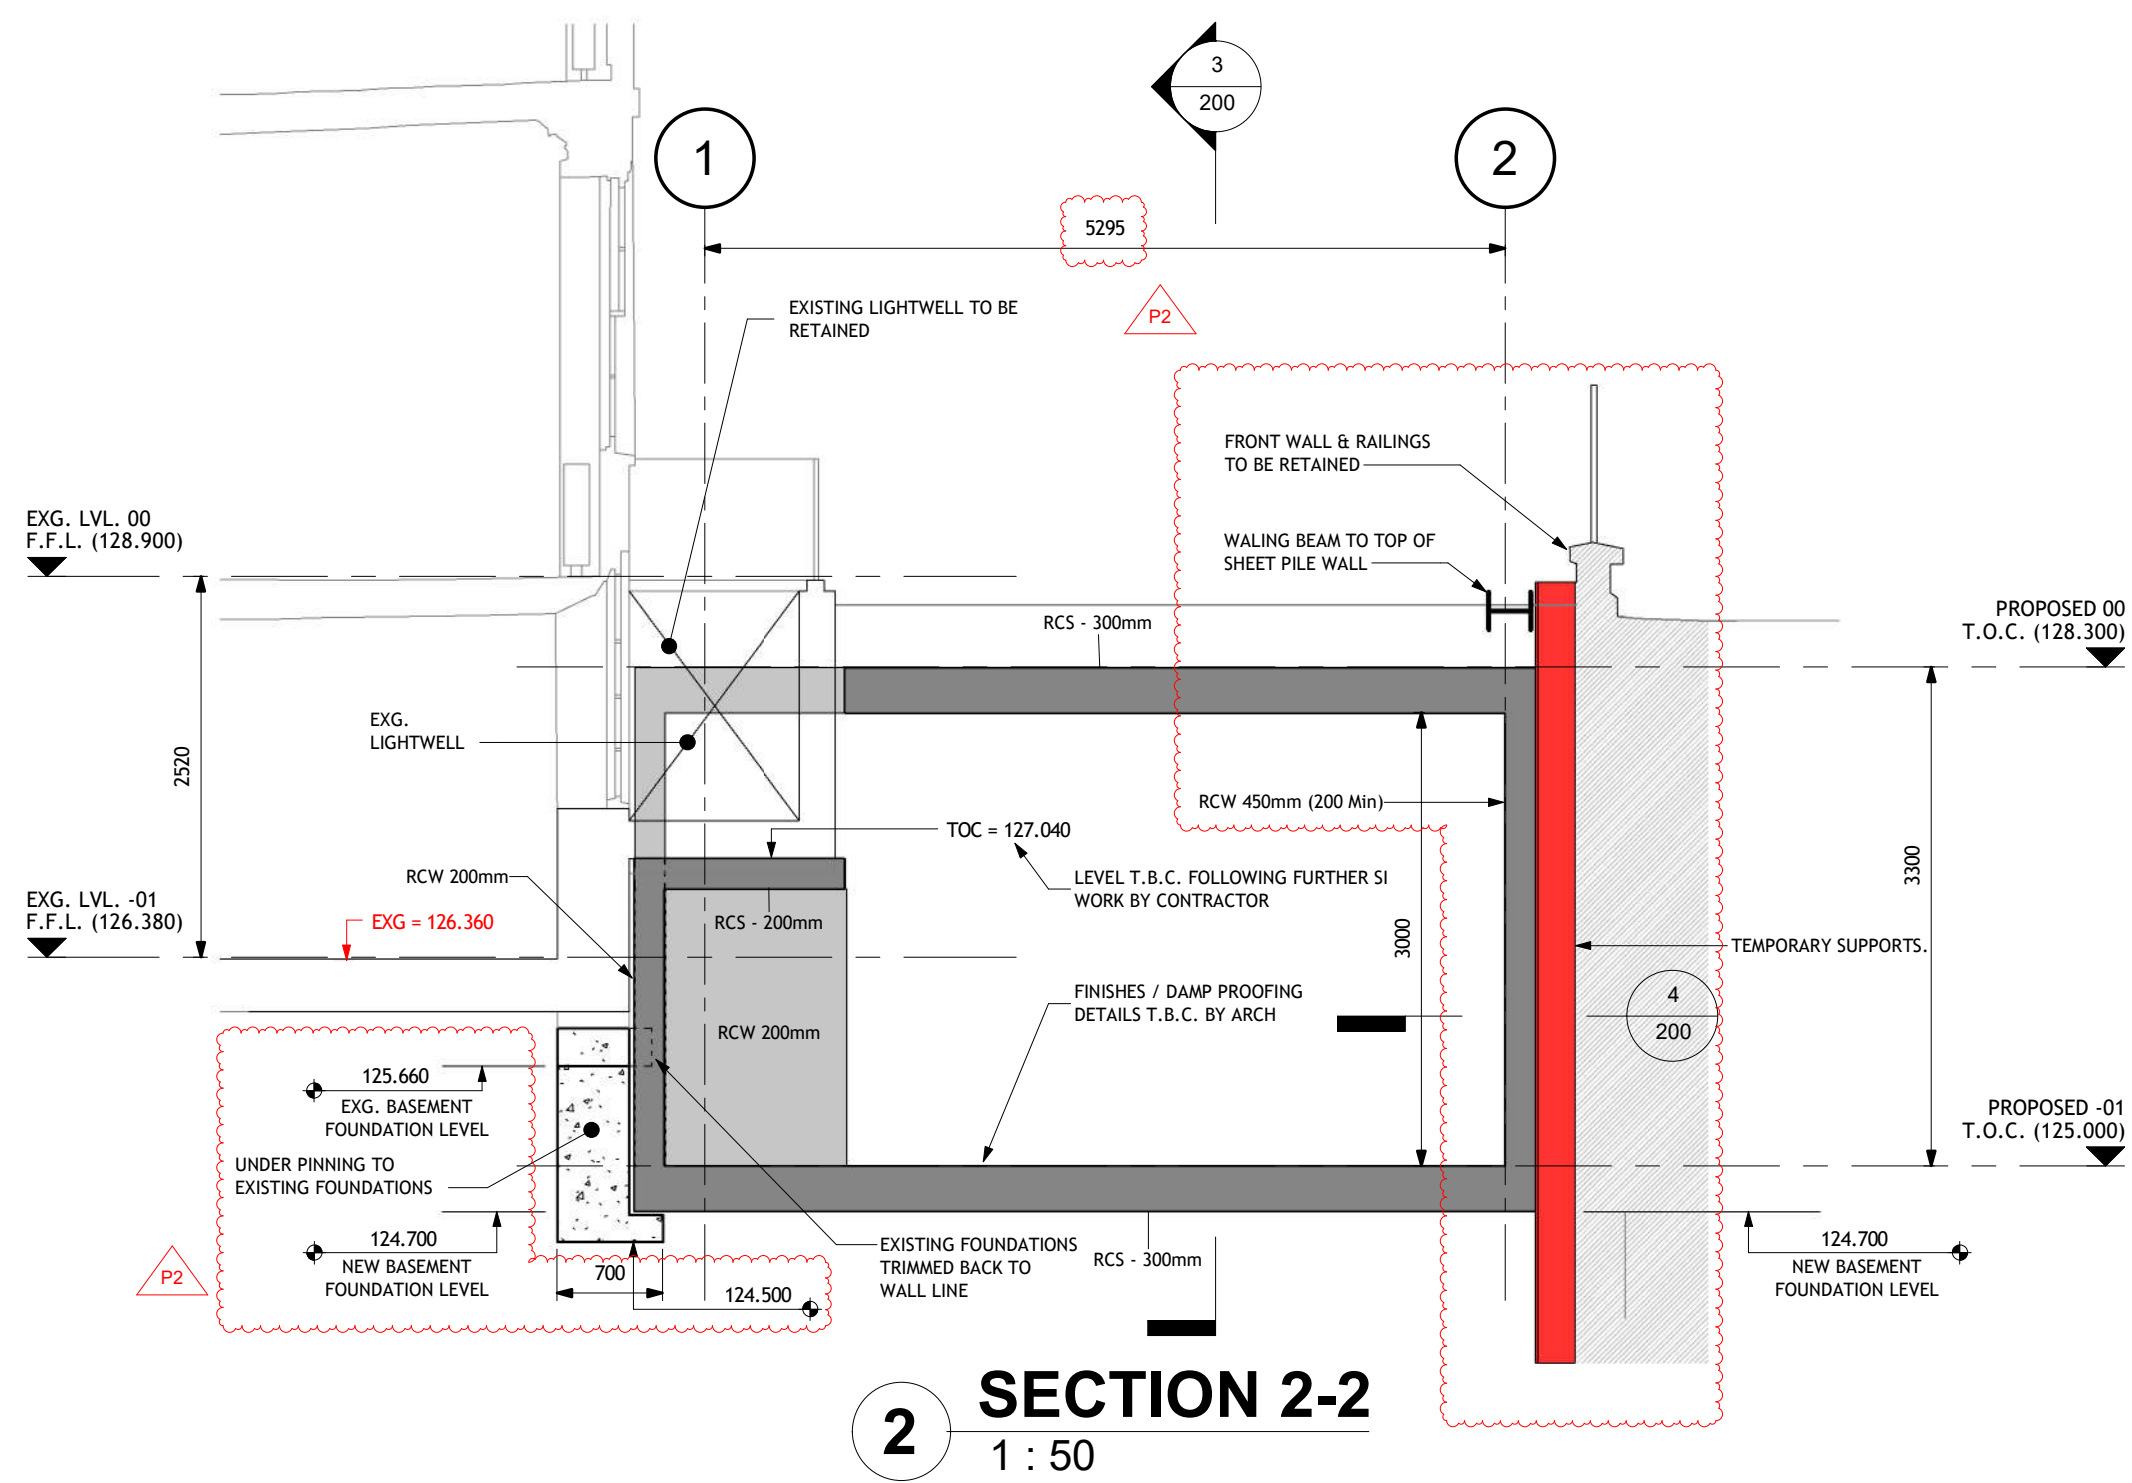 3
200
1
2
5295
P2
EXISTING LIGHTWELL TO BE
RETAINED
FRONT WALL & RAILINGS
TO BE RETAINED
WALING BEAM TO TOP OF
SHEET PILE WALL
EXG. LVL. 00
F.F.L. (128.900)
PROPOSED 00
T.O.C. (128.300)
RCS - 300mm
EXG.
LIGHTWELL
2520
RCW 450mm (200 Min)
TOC = 127.040
LEVEL T.B.C. FOLLOWING FURTHER SI
WORK BY CONTRACTOR
RCW 200mm
3300
EXG. LVL. -01
F.F.L. (126.380)
EXG = 126.360
RCS - 200mm
3000
TEMPORARY SUPPORTS.
FINISHES / DAMP PROOFING
DETAILS T.B.C. BY ARCH
4
200
RCW 200mm
125.660
EXG. BASEMENT
FOUNDATION LEVEL
UNDER PINNING TO
EXISTING FOUNDATIONS
PROPOSED -01
T.O.C. (125.000)
124.700
NEW BASEMENT
FOUNDATION LEVEL
P2
700
124.500
EXISTING FOUNDATIONS
TRIMMED BACK TO
WALL LINE
RCS - 300mm
124.700
NEW BASEMENT
FOUNDATION LEVEL
2
SECTION 2-2
1 : 50